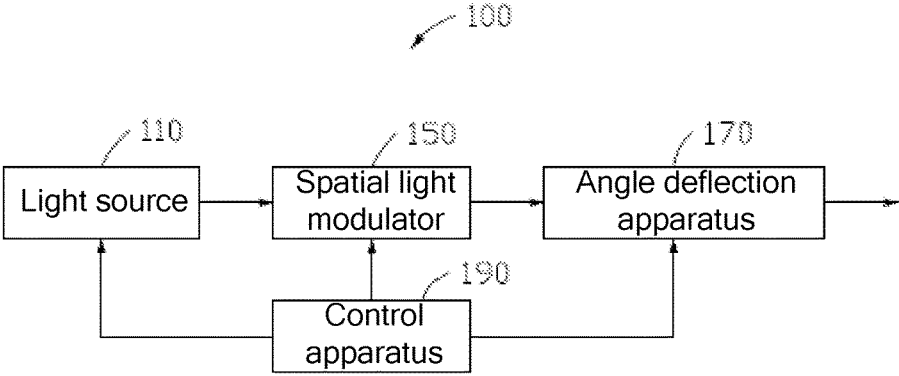 100
110
150
170
Light source
Spatial light
modulator
Angle deflection
apparatus
190
Control
apparatus